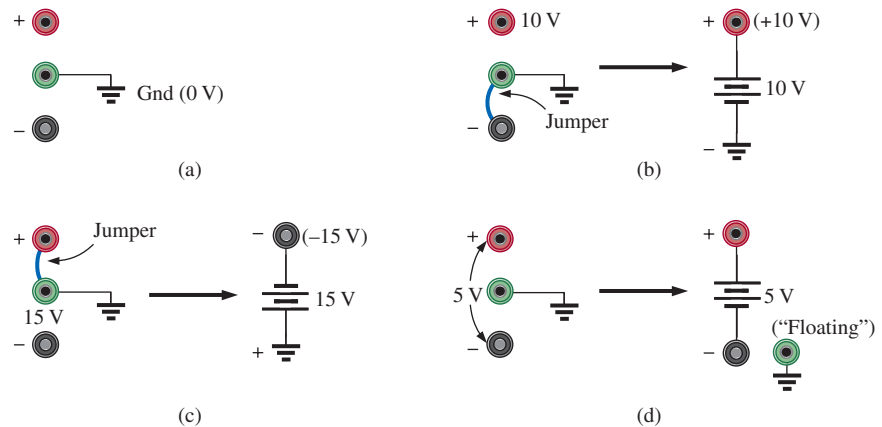 +
Gnd (0 V)
–
(a)
+ 10 V
Jumper
–
+ (+10 V)
10 V
–
(b)
+
Jumper
15 V
–
– (–15 V)
15 V
+
(c)
+
5 V
–
+
5 V
(“Floating”)
–
(d)